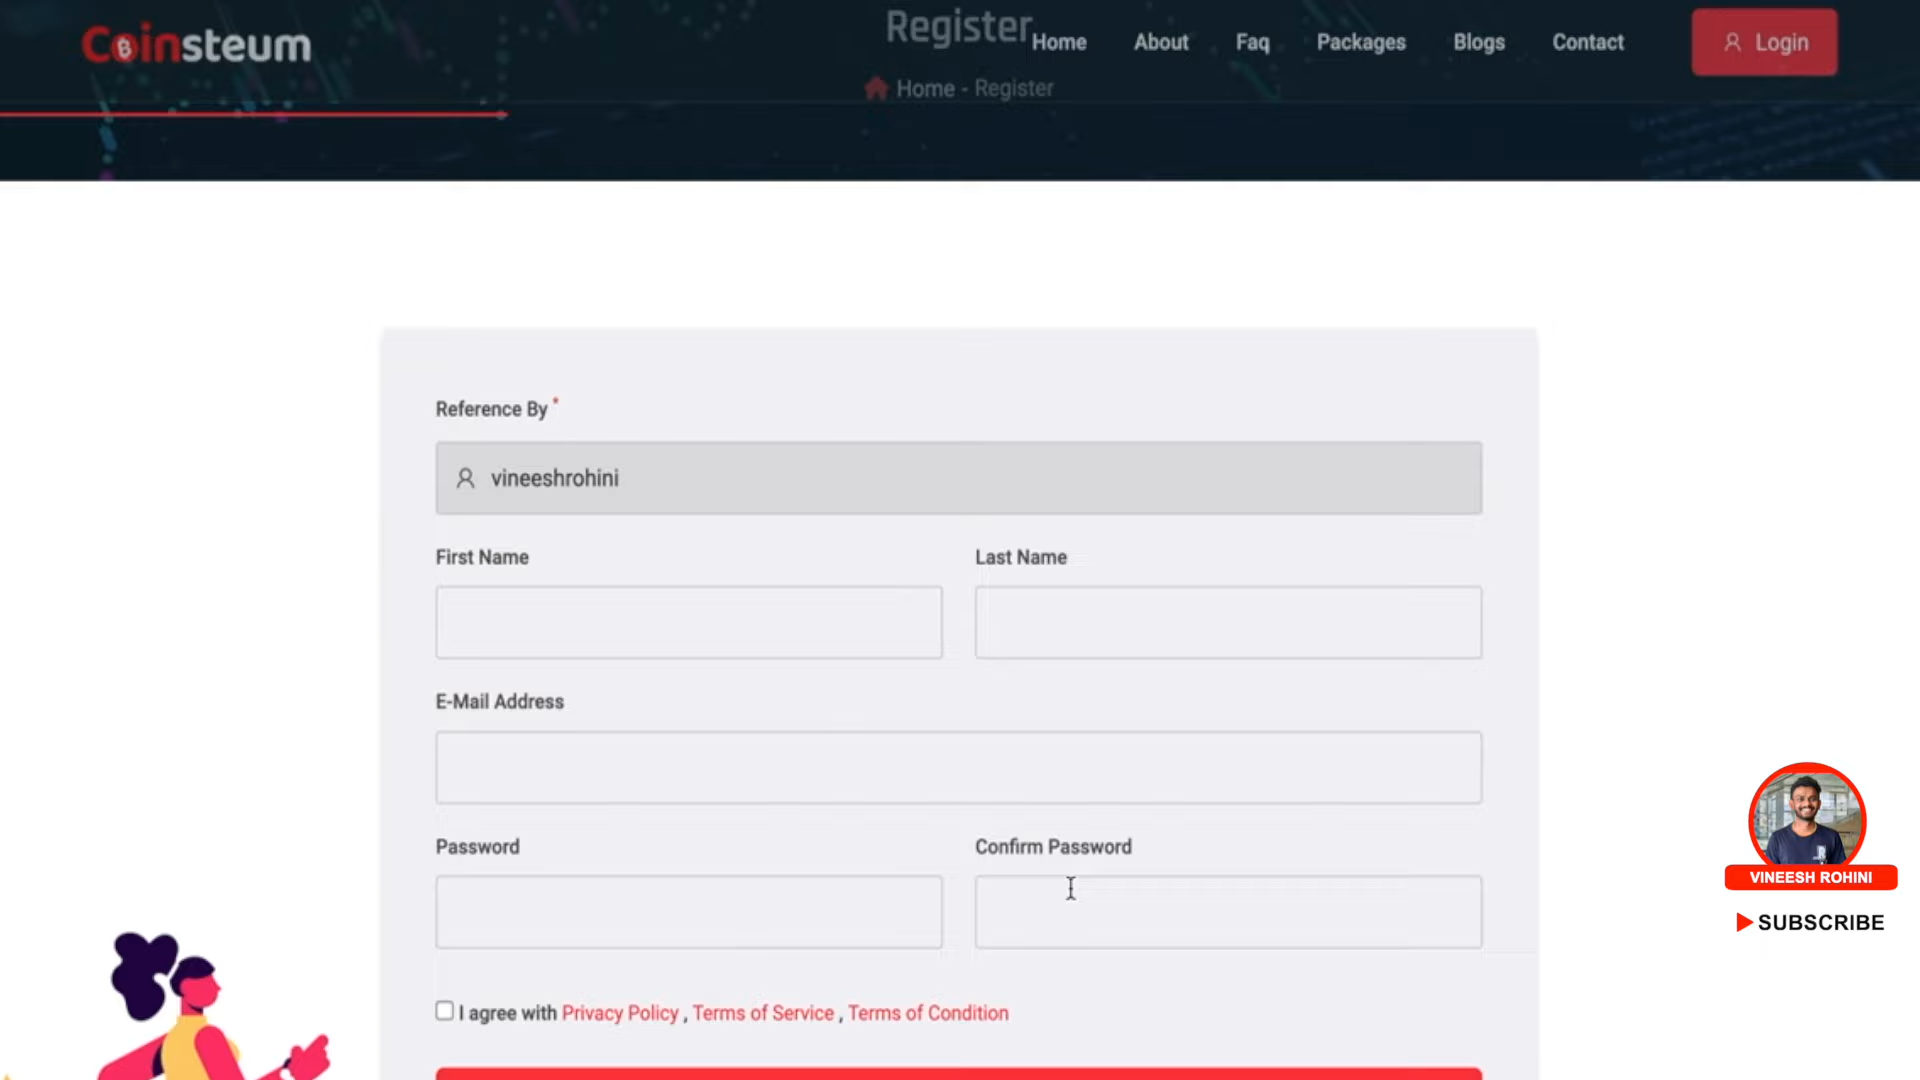 Coinsteum
Register
Home About Faq Packages Blogs Contact Login
Home - Register
Reference By *
vineeshrohini
First Name Last Name
E-Mail Address
Password Confirm Password
I agree with Privacy Policy , Terms of Service , Terms of Condition
VINEESH ROHINI
SUBSCRIBE